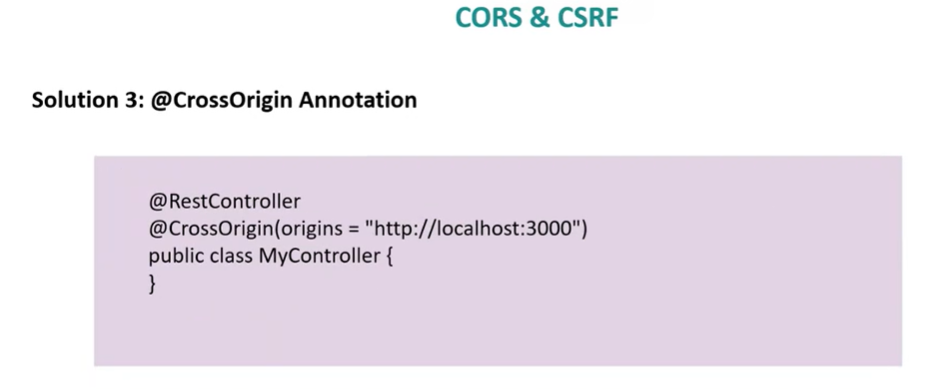 CORS & CSRF
Solution 3: @CrossOrigin Annotation
@RestController
@CrossOrigin(origins = "http://localhost:3000")
public class MyController {
}